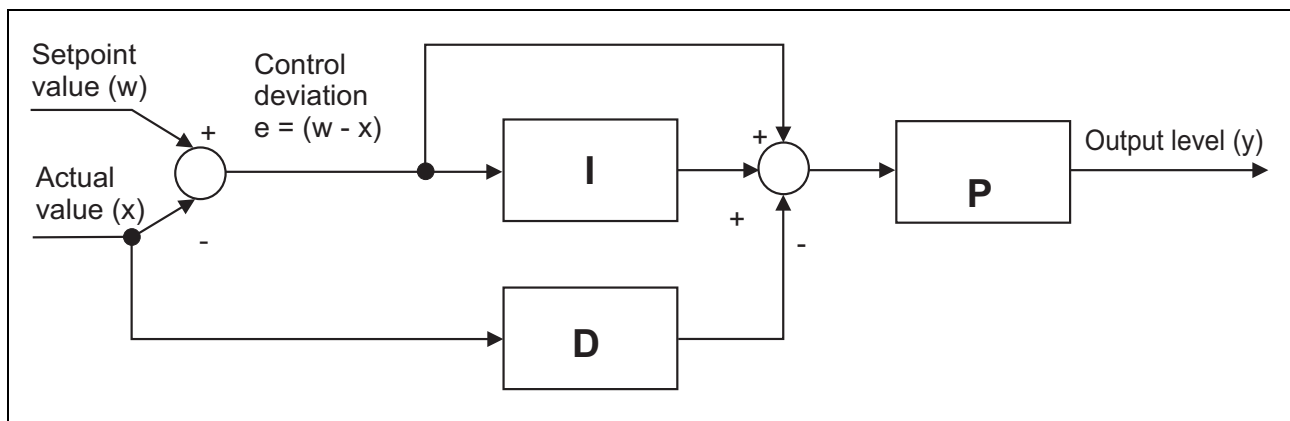 Setpoint
value (w)
+
Control
deviation
e = (w - x)
Actual
value (x)
-
I
+
+
-
D
P
Output level (y)